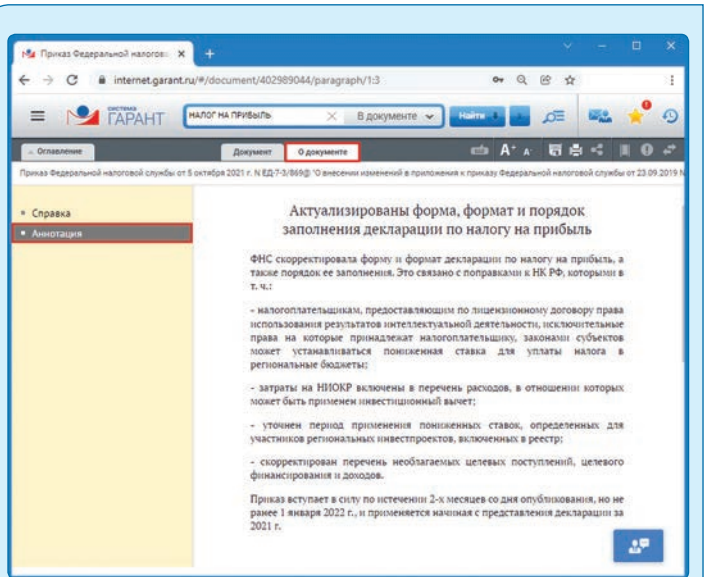 Приказ Федеральной налогово
internet.garant.ru/#/document/402989044/paragraph/1:3
система
ГАРАНТ
НАЛОГ НА ПРИБЫЛЬ
В документе
Найти
Оглавление
Документ
О документе
A+ A-
Приказ Федеральной налоговой службы от 5 октября 2021 г. N ЕД-7-3/869@ "О внесении изменений в приложения к приказу Федеральной налоговой службы от 23.09.2019 N
Справка
Аннотация
Актуализированы форма, формат и порядок
заполнения декларации по налогу на прибыль
ФНС скорректировала форму и формат декларации по налогу на прибыль, а
также порядок ее заполнения. Это связано с поправками к НК РФ, которыми в
т. ч.:
- налогоплательщикам, предоставляющим по лицензионному договору права
использования результатов интеллектуальной деятельности, исключительные
права на которые принадлежат налогоплательщику, законами субъектов
может устанавливаться пониженная ставка для уплаты налога в
региональные бюджеты;
- затраты на НИОКР включены в перечень расходов, в отношении которых
может быть применен инвестиционный вычет;
- уточнен период применения пониженных ставок, определенных для
участников региональных инвестпроектов, включенных в реестр;
- скорректирован перечень необлагаемых целевых поступлений, целевого
финансирования и доходов.
Приказ вступает в силу по истечении 2-х месяцев со дня опубликования, но не
ранее 1 января 2022 г., и применяется начиная с представления декларации за
2021 г.